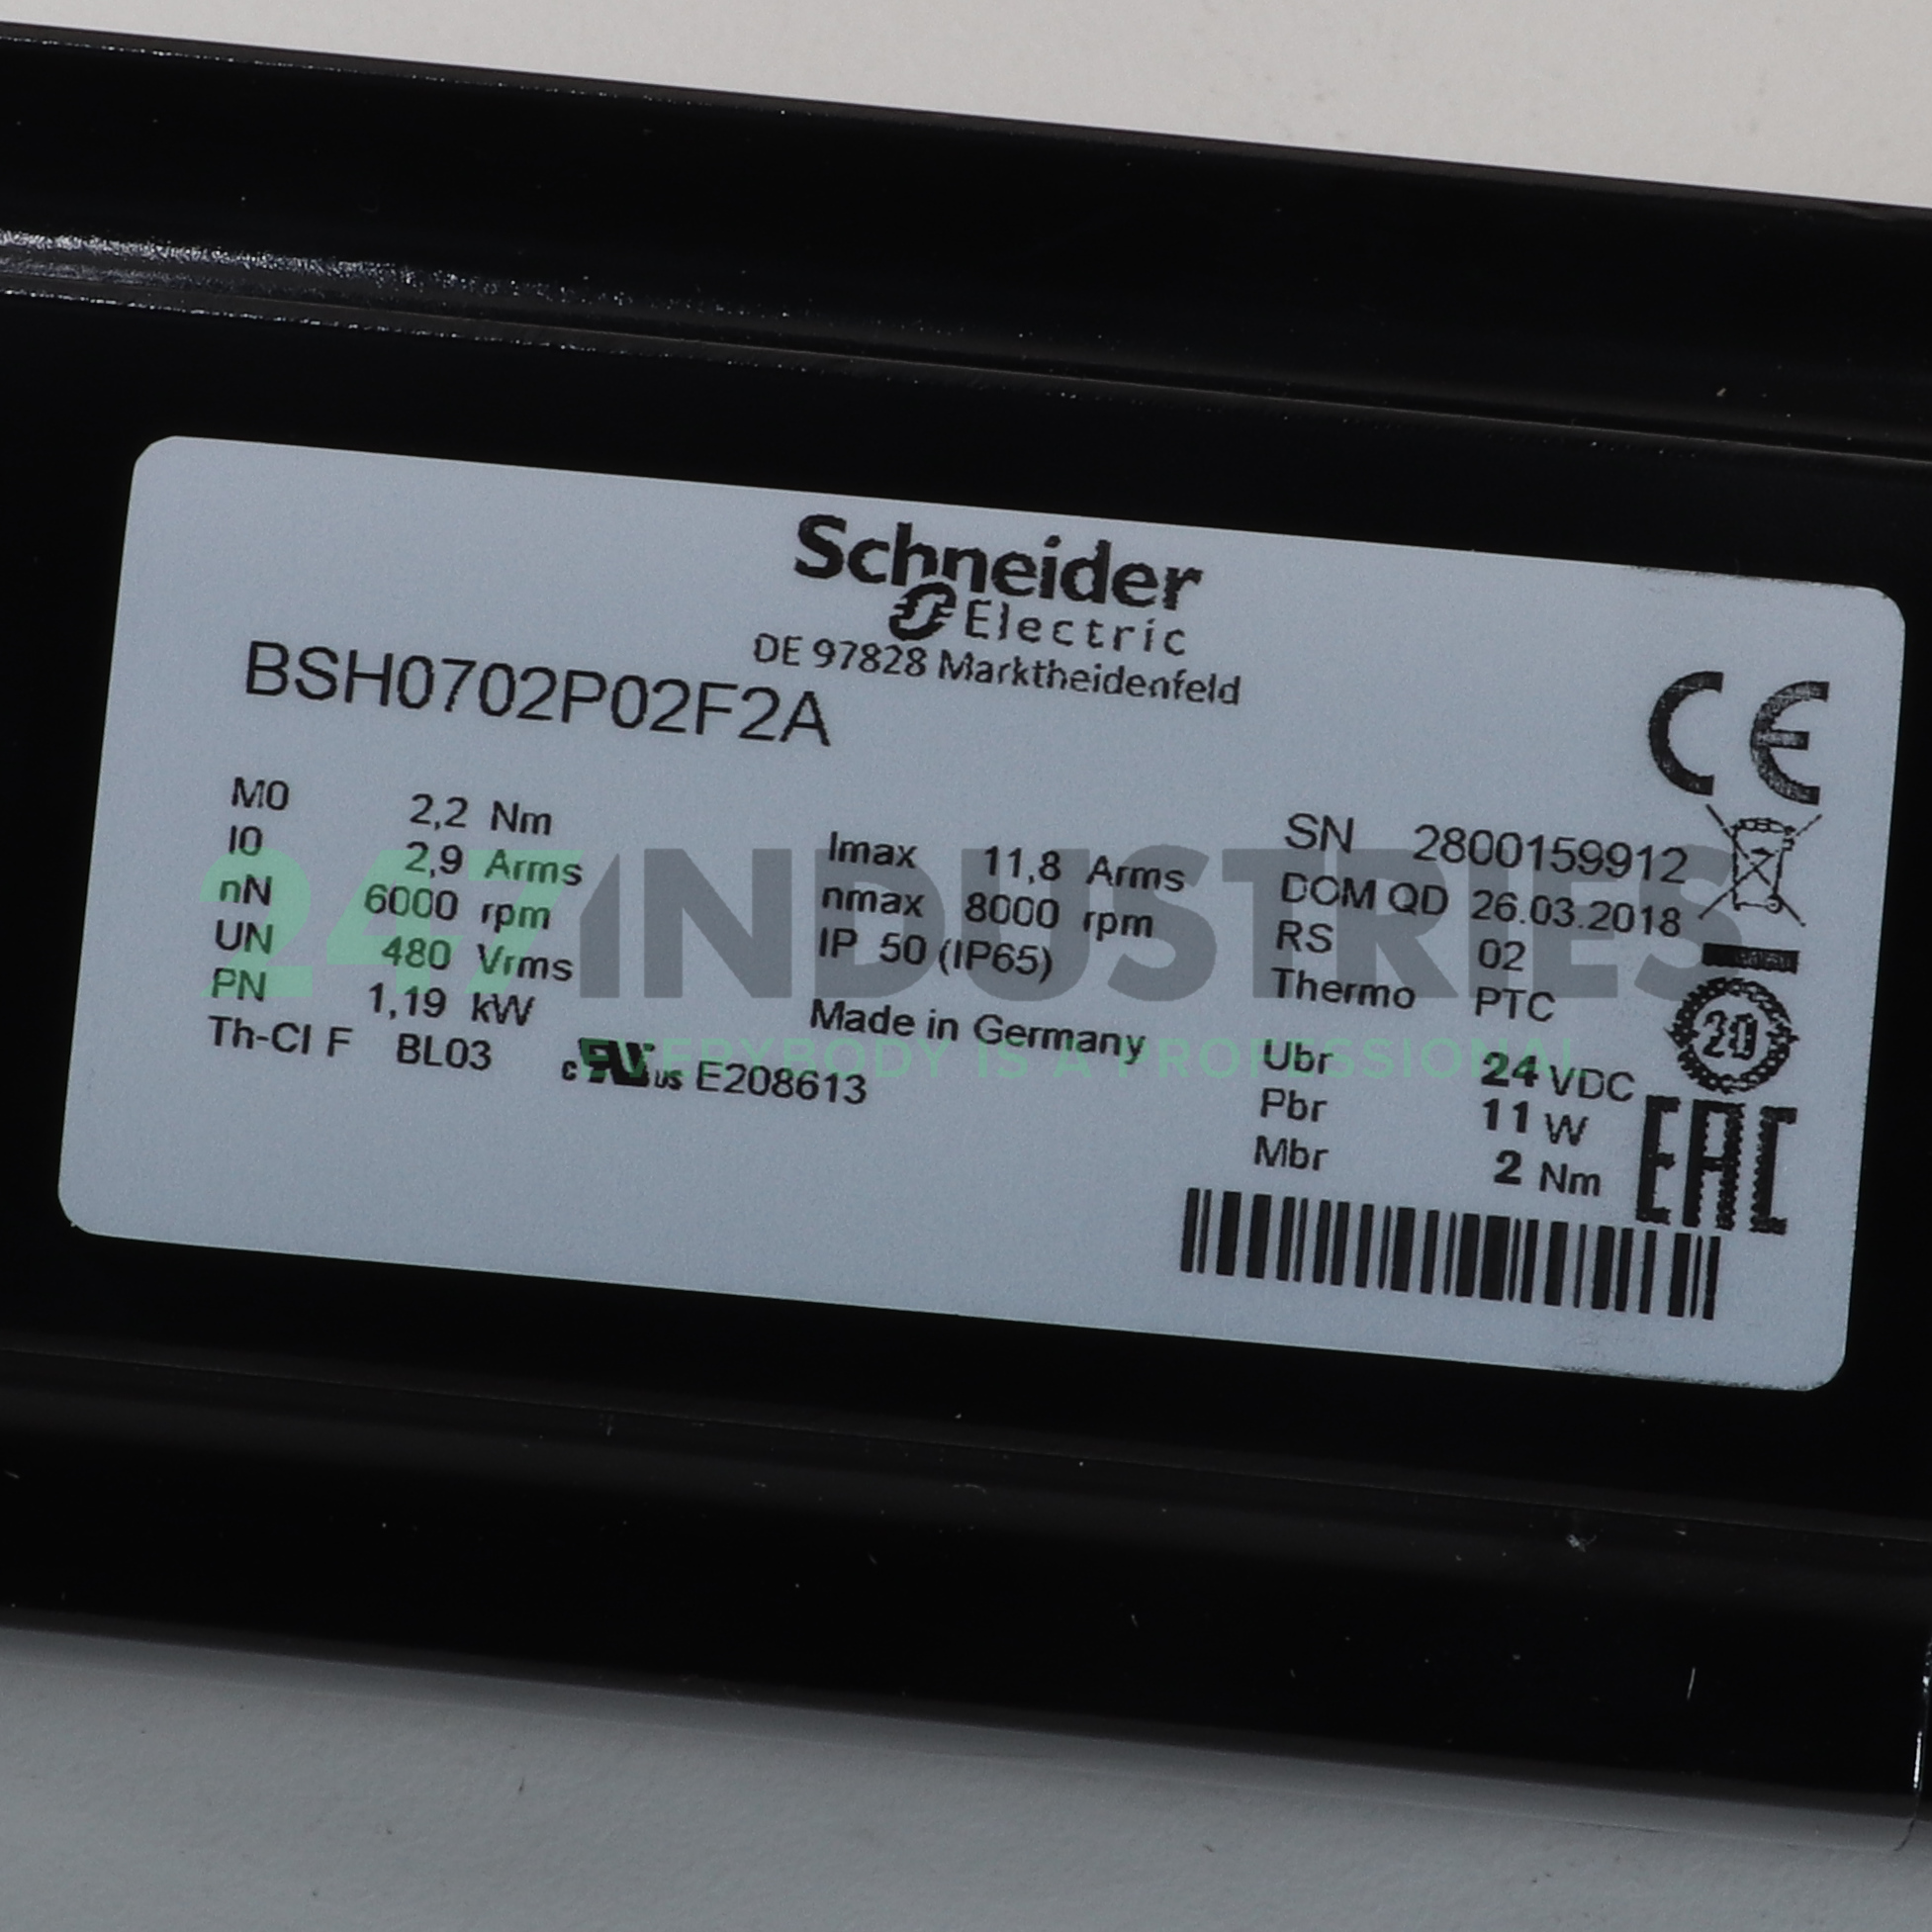 Schneider
Electric
DE 97828 Marktheidenfeld
BSH0702P02F2A
CE
M0 2,2 Nm
I0 2,9 Arms
nN 6000 rpm
UN 480 Vrms
PN 1,19 kW
Th-Cl F BL03
c RU us E208613
Imax 11,8 Arms
nmax 8000 rpm
IP 50 (IP65)
Made in Germany
SN 2800159912
DOM QD 26.03.2018
RS 02
Thermo PTC
Ubr 24 VDC
Pbr 11 W
Mbr 2 Nm
20
EAC
247INDUSTRIES
EVERYBODY IS A PROFESSIONAL